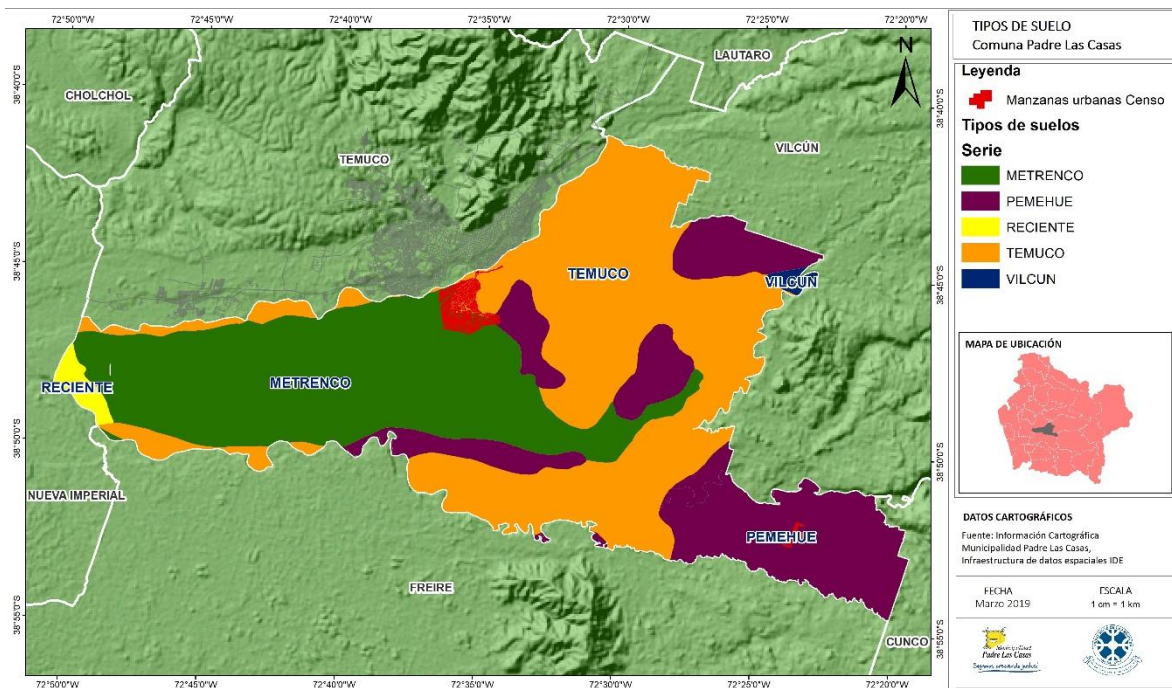 72°50'0"W
72°45'0"W
72°40'0"W
72°35'0"W
72°30'0"W
72°25'0"W
72°20'0"W
38°40'0"S
38°45'0"S
38°50'0"S
38°55'0"S
38°40'0"S
38°45'0"S
38°50'0"S
38°55'0"S
N
LAUTARO
CHOLCHOL
TEMUCO
VILCÚN
TEMUCO
VILCUN
RECIENTE
METRENCO
NUEVA IMPERIAL
PEMEHUE
FREIRE
CUNCO
72°50'0"W
72°45'0"W
72°40'0"W
72°35'0"W
72°30'0"W
72°25'0"W
72°20'0"W
TIPOS DE SUELO
Comuna Padre Las Casas
Leyenda
Manzanas urbanas Censo
Tipos de suelos
Serie
METRENCO
PEMEHUE
RECIENTE
TEMUCO
VILCUN
MAPA DE UBICACIÓN
DATOS CARTOGRÁFICOS
Fuente: Información Cartográfica
Municipalidad Padre Las Casas,
Infraestructura de datos espaciales IDE
FECHA
Marzo 2019
ESCALA
1 cm = 1 km
Municipalidad
Padre Las Casas